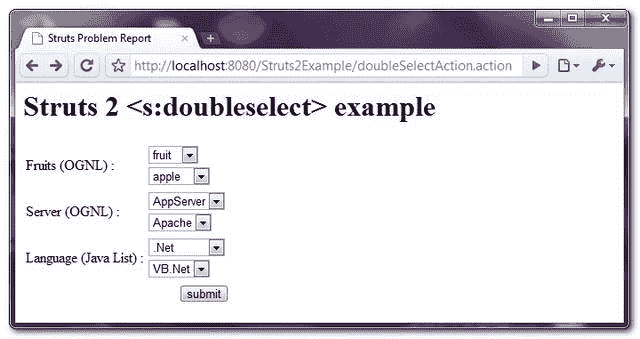 Struts Problem Report
http://localhost:8080/Struts2Example/doubleSelectAction.action
Struts 2 <s:doubleselect> example
Fruits (OGNL) :
fruit
apple
Server (OGNL) :
AppServer
Apache
Language (Java List) :
.Net
VB.Net
submit